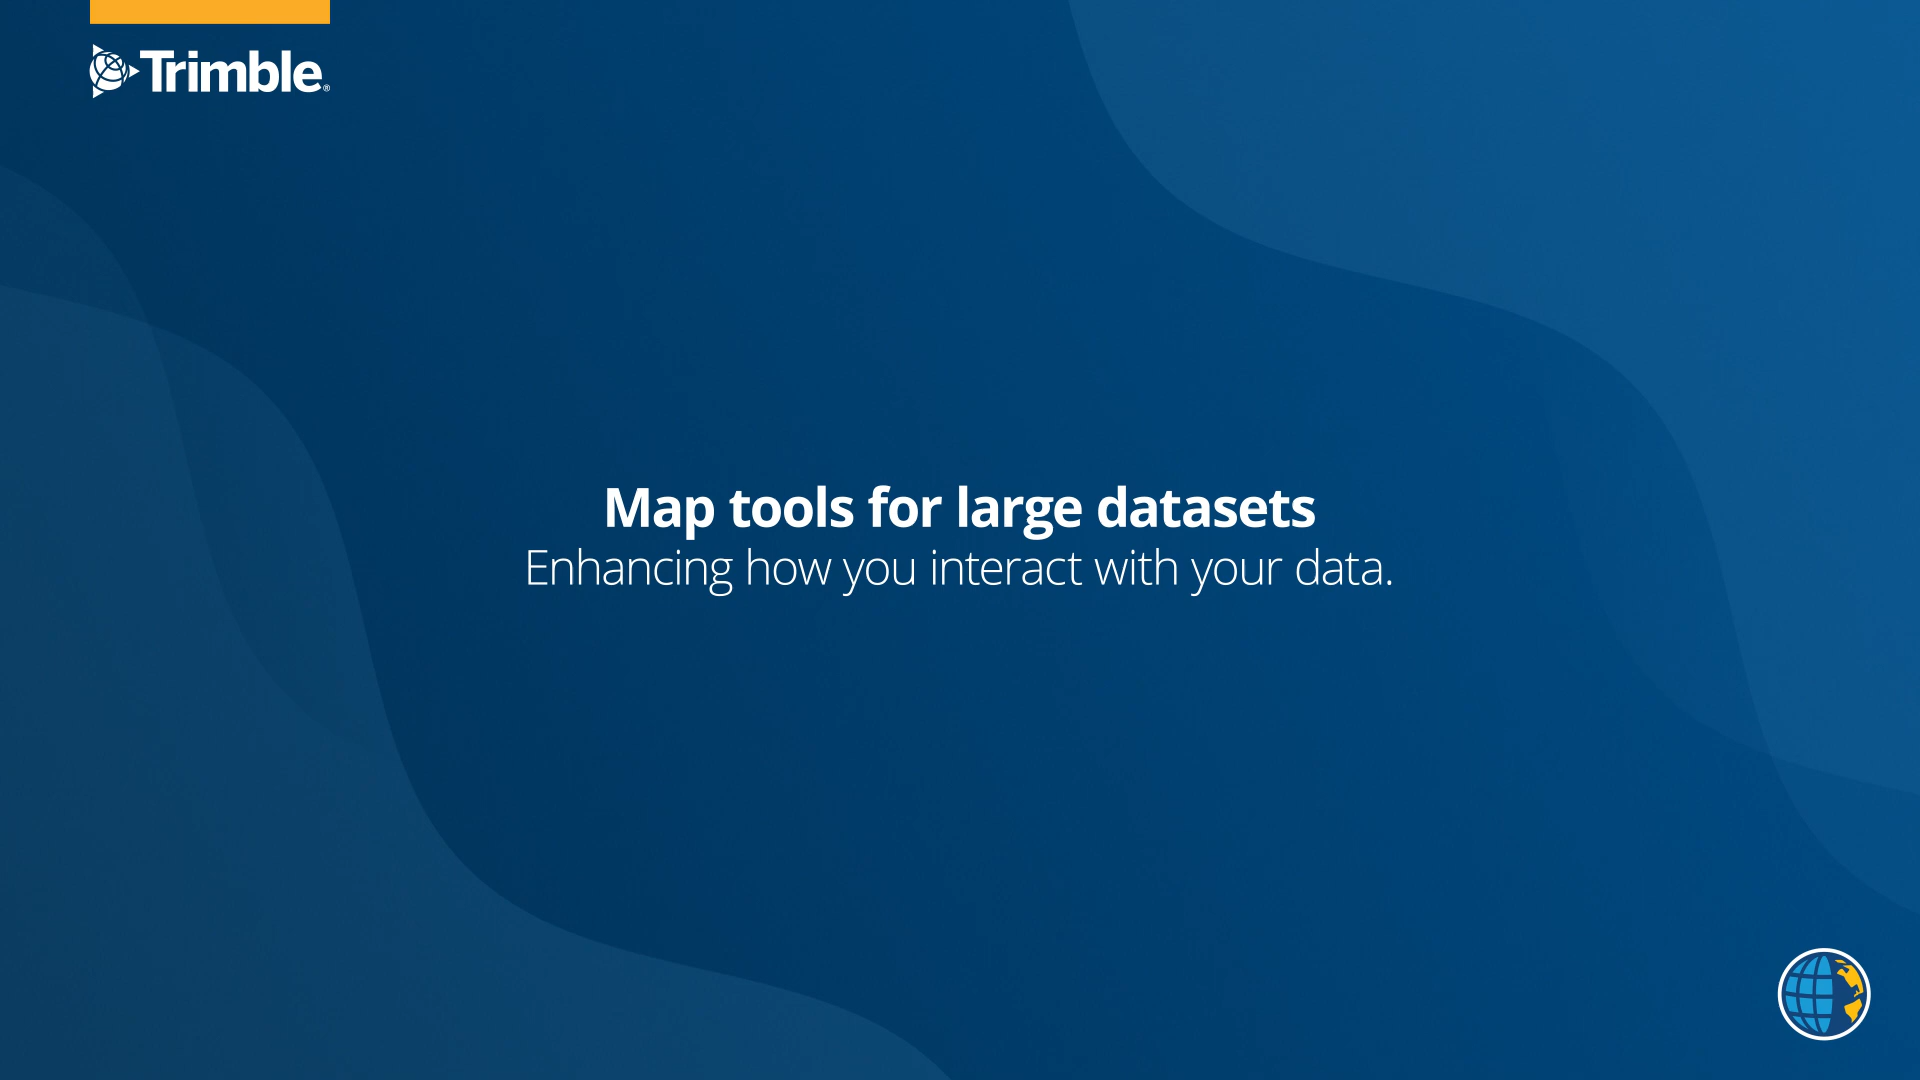 Trimble®
Map tools for large datasets
Enhancing how you interact with your data.